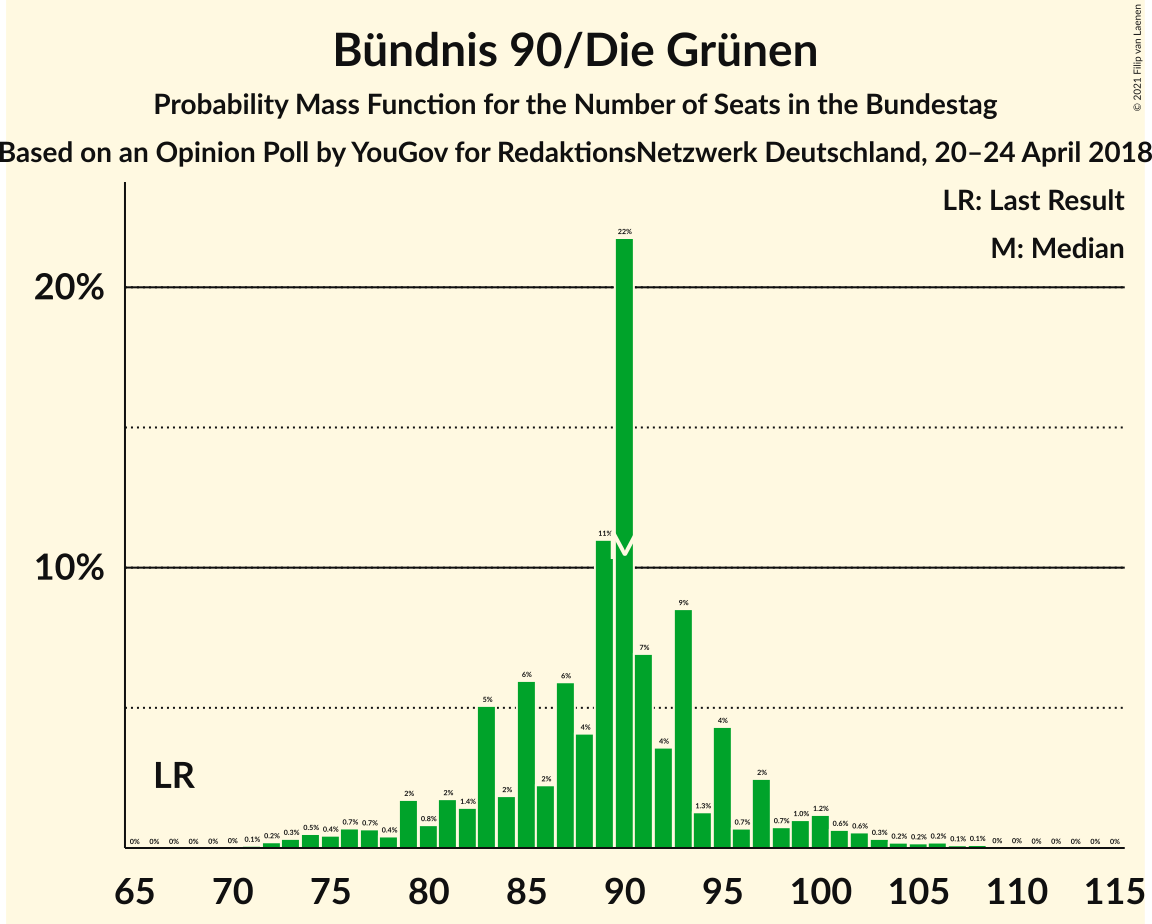 Bündnis 90/Die Grünen
Probability Mass Function for the Number of Seats in the Bundestag
Based on an Opinion Poll by YouGov for RedaktionsNetzwerk Deutschland, 20–24 April 2018
© 2021 Filip van Laenen
LR: Last Result
M: Median
20%
10%
LR
M
0% 0% 0% 0% 0% 0% 0.1% 0.2% 0.3% 0.5% 0.4% 0.7% 0.7% 0.4% 2% 0.8% 2% 1.4% 5% 2% 6% 2% 6% 4% 11% 22% 7% 4% 9% 1.3% 4% 0.7% 2% 0.7% 1.0% 1.2% 0.6% 0.6% 0.3% 0.2% 0.2% 0.2% 0.1% 0.1% 0% 0% 0% 0% 0% 0% 0%
65 70 75 80 85 90 95 100 105 110 115